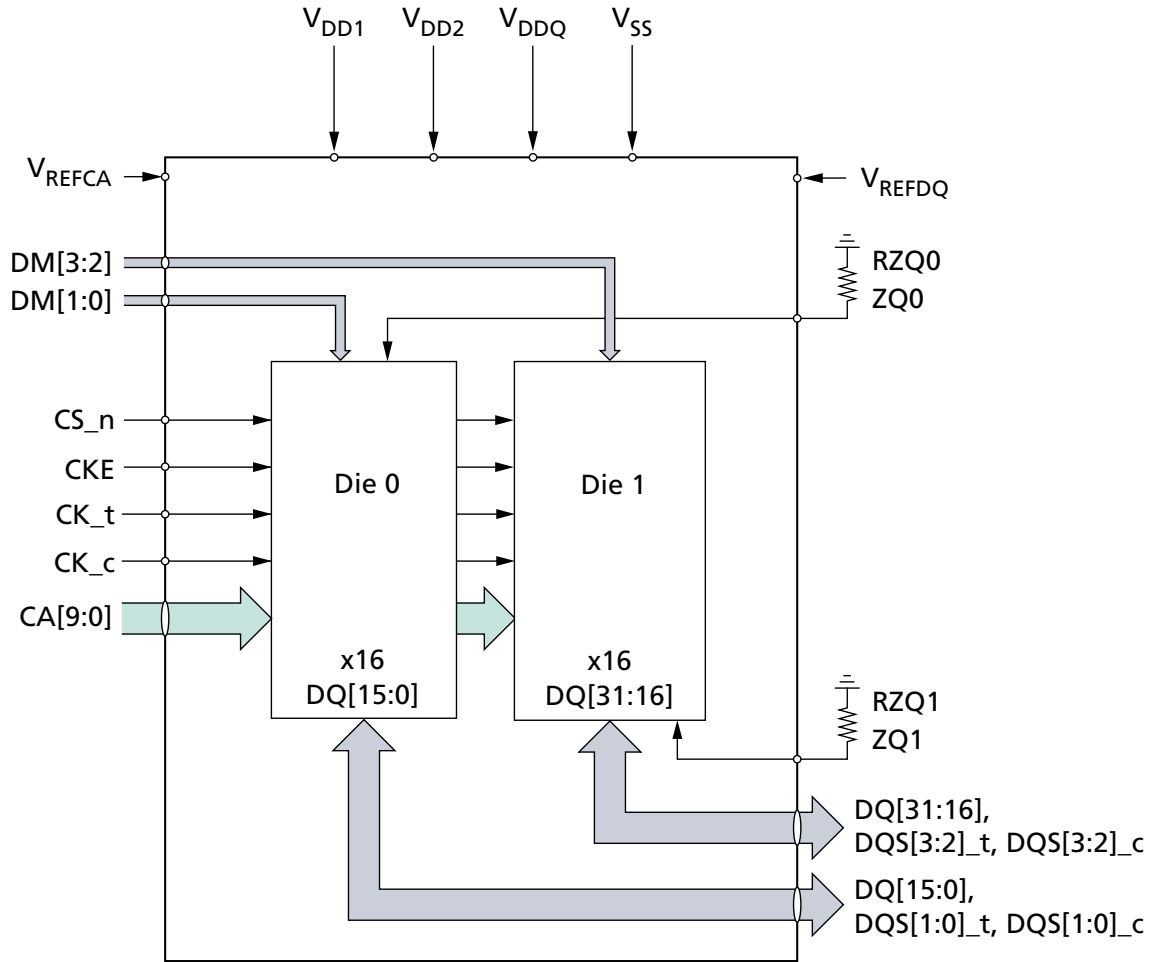 VDD1 VDD2 VDDQ VSS
VREFCA
VREFDQ
DM[3:2]
DM[1:0]
RZQ0
ZQ0
CS_n
CKE
CK_t
CK_c
CA[9:0]
Die 0
x16
DQ[15:0]
Die 1
x16
DQ[31:16]
RZQ1
ZQ1
DQ[31:16],
DQS[3:2]_t, DQS[3:2]_c
DQ[15:0],
DQS[1:0]_t, DQS[1:0]_c